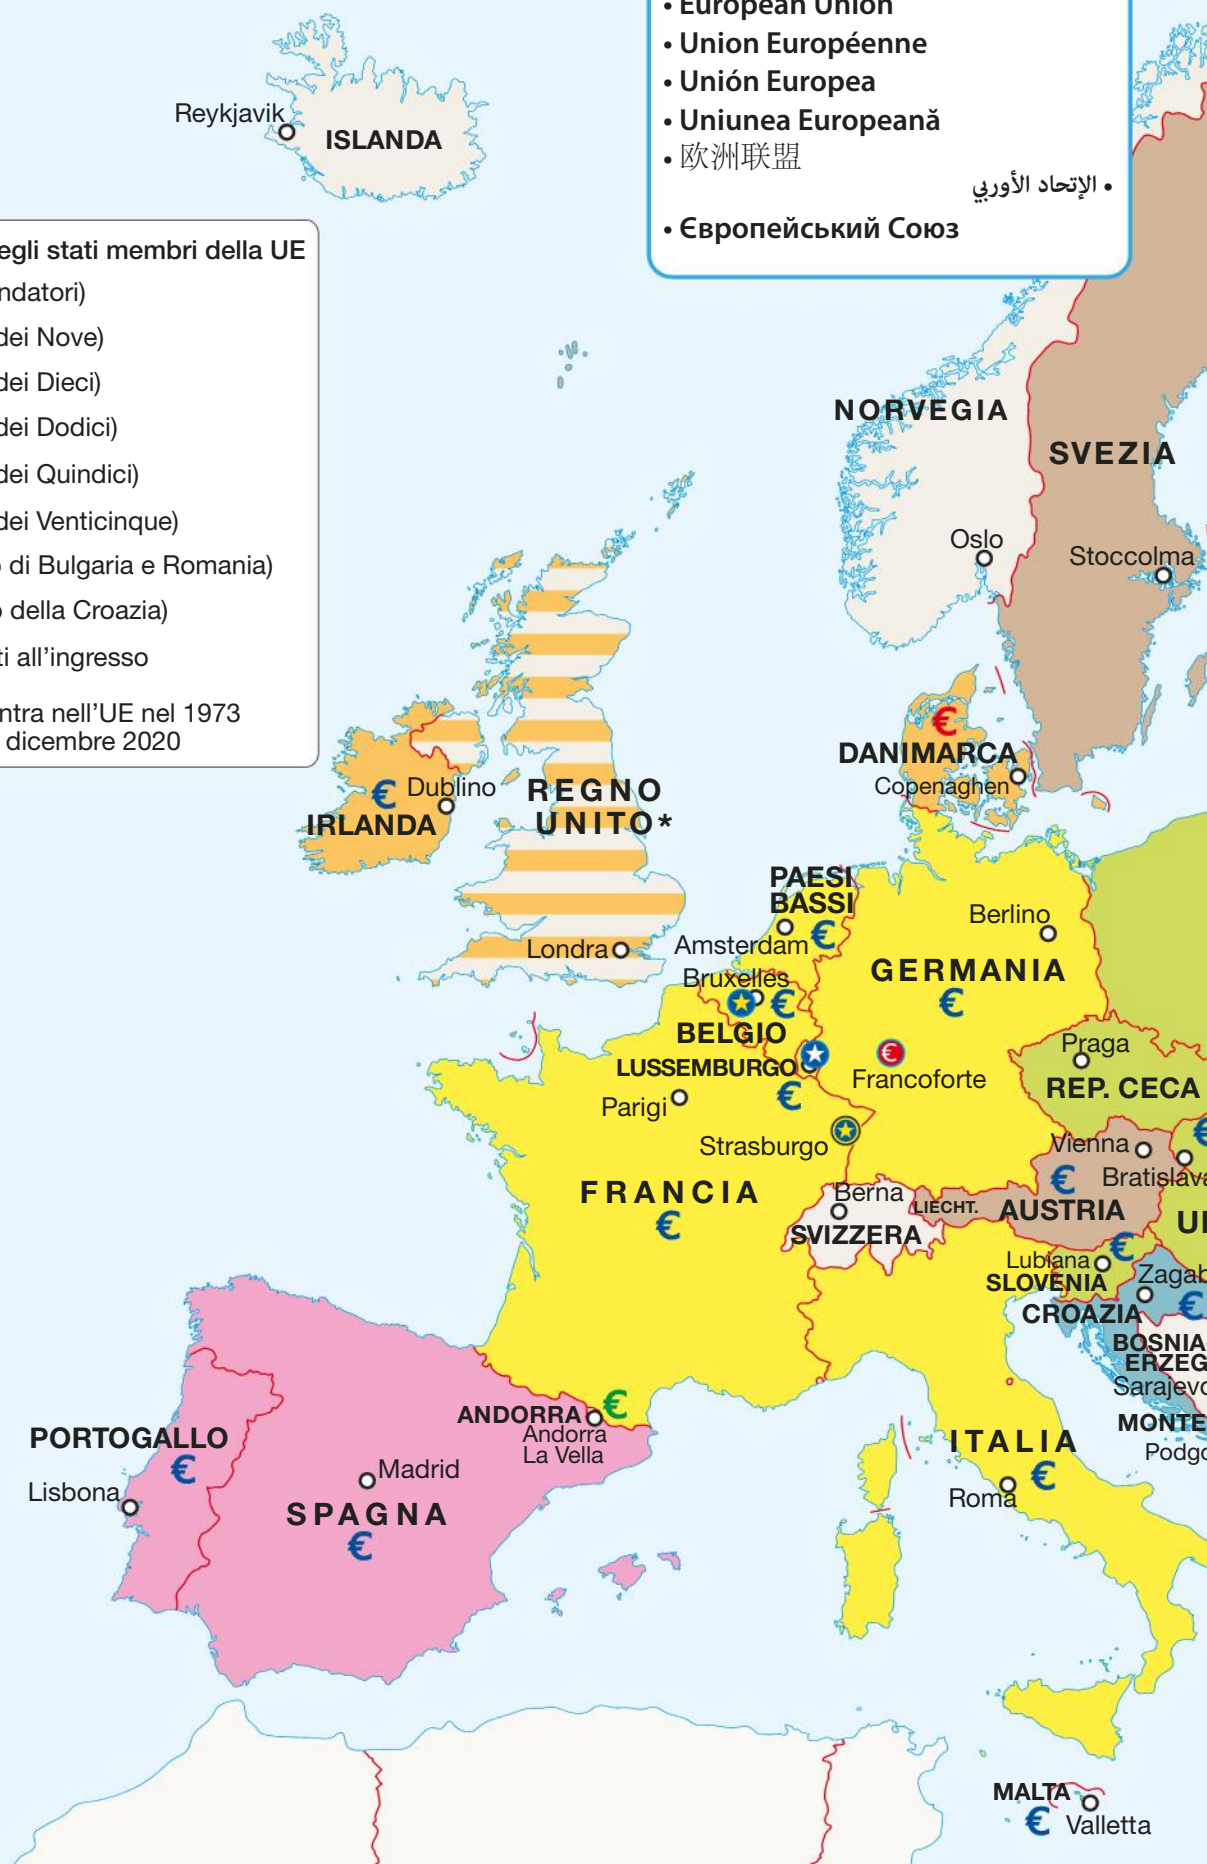 • European Union
• Union Européenne
• Unión Europea
• Uniunea Europeană
• 欧洲联盟
• الإتحاد الأوربي
• Європейський Союз
Reykjavik
ISLANDA
egli stati membri della UE
ndatori)
dei Nove)
dei Dieci)
dei Dodici)
dei Quindici)
dei Venticinque)
o di Bulgaria e Romania)
o della Croazia)
ti all'ingresso
ntra nell'UE nel 1973
dicembre 2020
NORVEGIA
SVEZIA
Oslo
Stoccolma
€
DANIMARCA
Copenaghen
€ Dublino
IRLANDA
REGNO
UNITO*
Londra
PAESI
BASSI
Amsterdam €
Berlino
Bruxelles
€
BELGIO
GERMANIA
€
LUSSEMBURGO
€
€
Francoforte
Praga
REP. CECA
Parigi
Strasburgo
Vienna
€
€
Bratislava
FRANCIA
€
Berna
SVIZZERA
LIECHT.
AUSTRIA
U
Lubiana €
SLOVENIA
Zagab
CROAZIA
€
BOSNIA
ERZEG
Sarajevo
MONTE
Podgo
ANDORRA €
Andorra
La Vella
PORTOGALLO
€
Lisbona
Madrid
SPAGNA
€
ITALIA
€
Roma
MALTA
€ Valletta